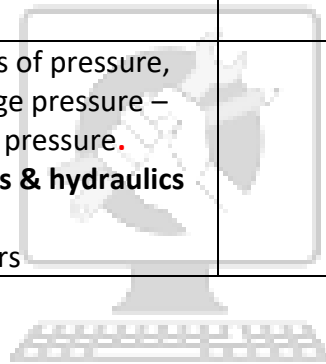 s of pressure,
ge pressure –
pressure.
s & hydraulics
rs